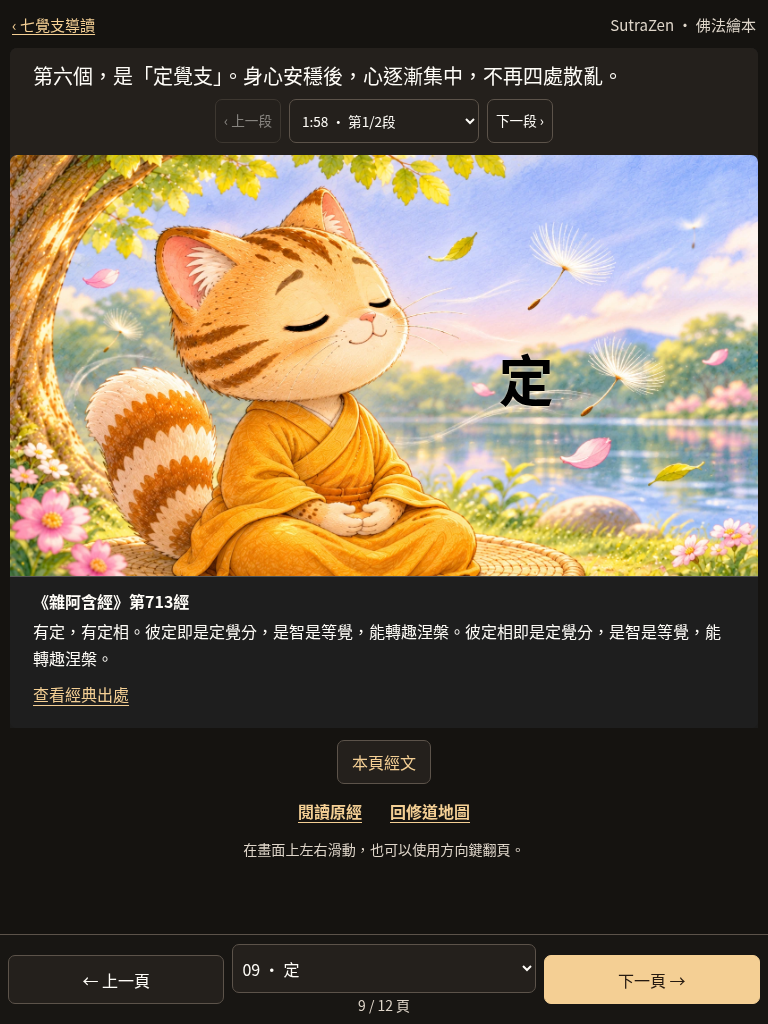 ‹ 七覺支導讀
SutraZen · 佛法繪本
第六個，是「定覺支」。身心安穩後，心逐漸集中，不再四處散亂。
‹ 上一段
1:58 · 第1/2段
下一段 ›
定
《雜阿含經》第713經
有定，有定相。彼定即是定覺分，是智是等覺，能轉趣涅槃。彼定相即是定覺分，是智是等覺，能
轉趣涅槃。
查看經典出處
本頁經文
閱讀原經
回修道地圖
在畫面上左右滑動，也可以使用方向鍵翻頁。
← 上一頁
09 · 定
下一頁 →
9 / 12 頁